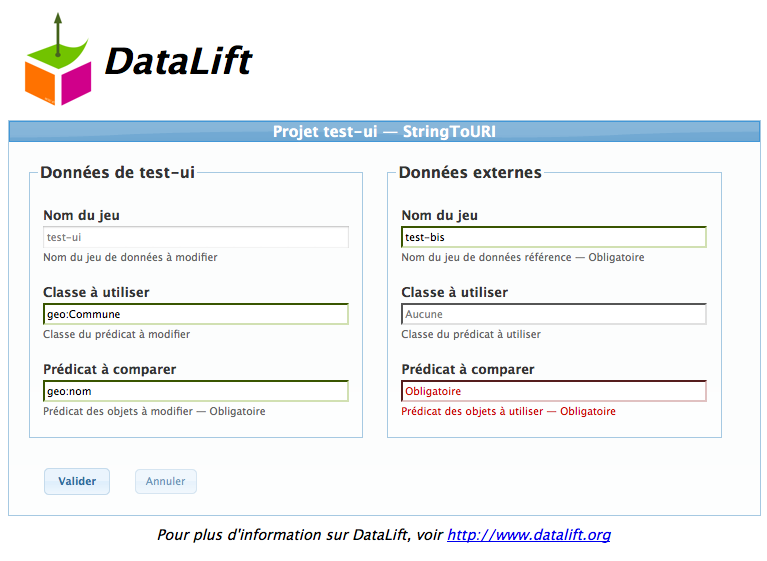 DataLift
Projet test-ui — StringToURI
Données de test-ui
Nom du jeu
test-ui
Nom du jeu de données à modifier
Classe à utiliser
geo:Commune
Classe du prédicat à modifier
Prédicat à comparer
geo:nom
Prédicat des objets à modifier — Obligatoire
Données externes
Nom du jeu
test-bis
Nom du jeu de données référence — Obligatoire
Classe à utiliser
Aucune
Classe du prédicat à utiliser
Prédicat à comparer
Obligatoire
Prédicat des objets à utiliser — Obligatoire
Valider
Annuler
Pour plus d'information sur DataLift, voir http://www.datalift.org